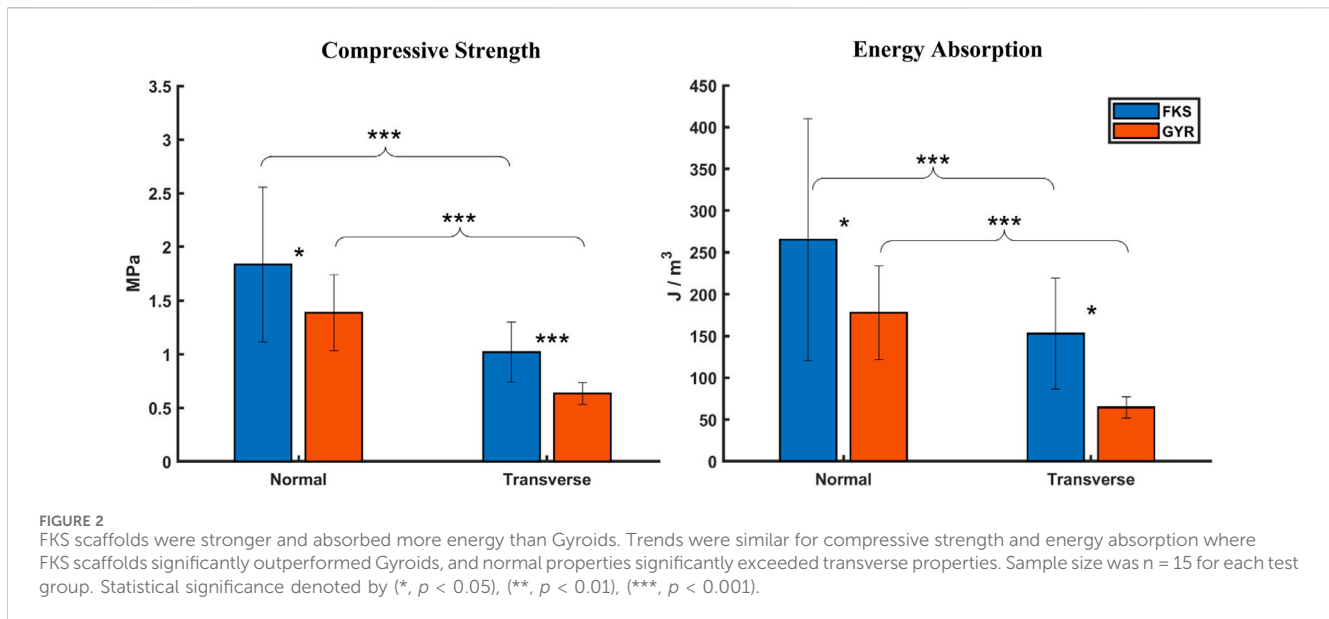 Compressive Strength
3.5
3
2.5
2
1.5
1
0.5
0
MPa
***
***
*
***
Normal
Transverse
Energy Absorption
450
400
350
300
250
200
150
100
50
0
J / m³
FKS
GYR
***
***
*
*
Normal
Transverse
FIGURE 2
FKS scaffolds were stronger and absorbed more energy than Gyroids. Trends were similar for compressive strength and energy absorption where
FKS scaffolds significantly outperformed Gyroids, and normal properties significantly exceeded transverse properties. Sample size was n = 15 for each test
group. Statistical significance denoted by (*, p < 0.05), (**, p < 0.01), (***, p < 0.001).